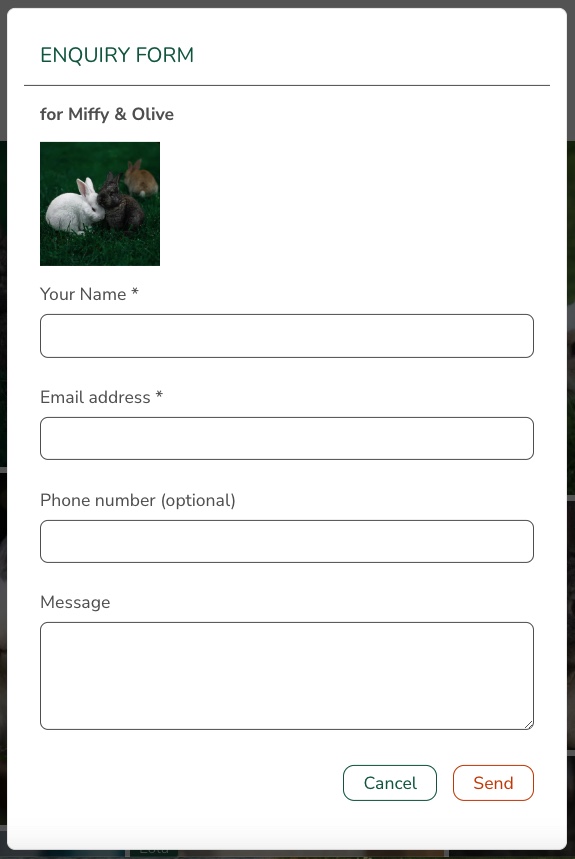 ENQUIRY FORM
for Miffy & Olive
Your Name *
Email address *
Phone number (optional)
Message
Cancel
Send